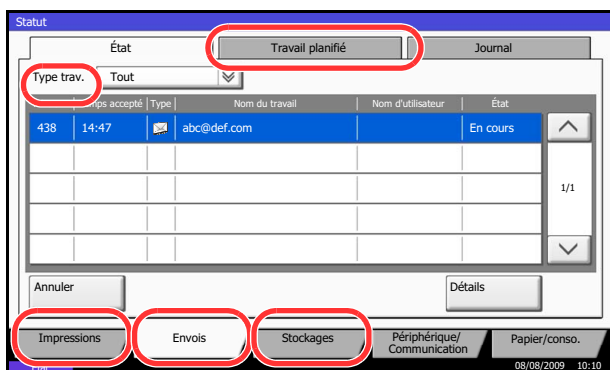 Statut
État Travail planifié Journal
Type trav. Tout
accepté Type Nom du travail Nom d'utilisateur État
438 14:47 abc@def.com En cours
1/1
Annuler Détails
Impressions Envois Stockages Périphérique/ Communication Papier/conso.
08/08/2009 10:10